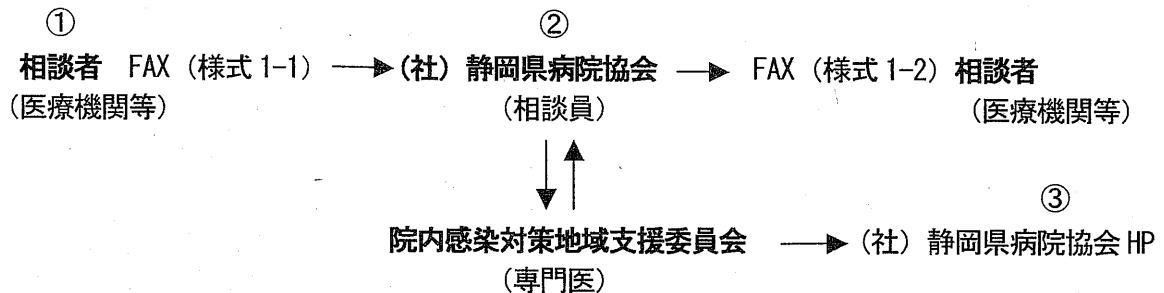 ① ②
相談者 FAX（様式 1-1） → （社）静岡県病院協会 → FAX（様式 1-2）相談者
（医療機関等） （相談員） （医療機関等）
↓ ↑
③
院内感染対策地域支援委員会 → （社）静岡県病院協会 HP
（専門医）